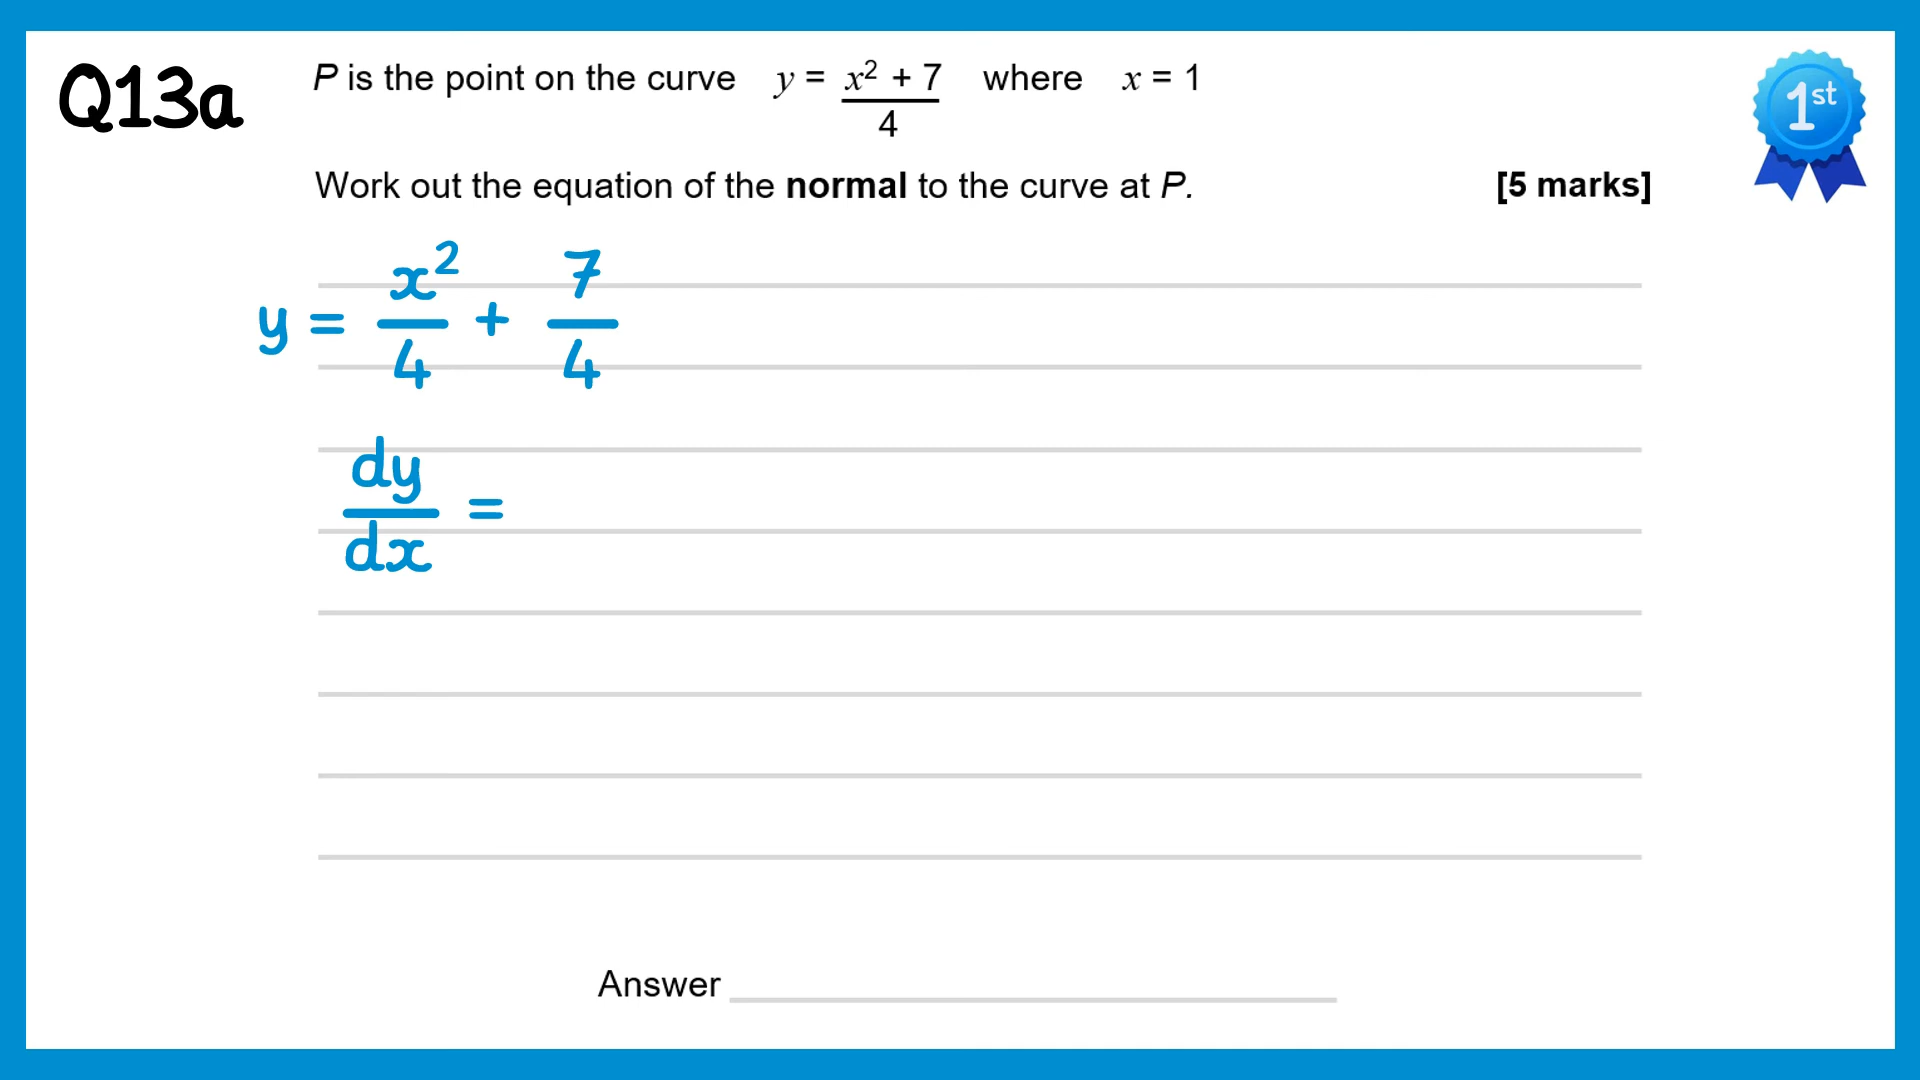 Q13a
P is the point on the curve y = x² + 7 / 4 where x = 1
1st
Work out the equation of the normal to the curve at P. [5 marks]
y = x²/4 + 7/4
dy/dx =
Answer